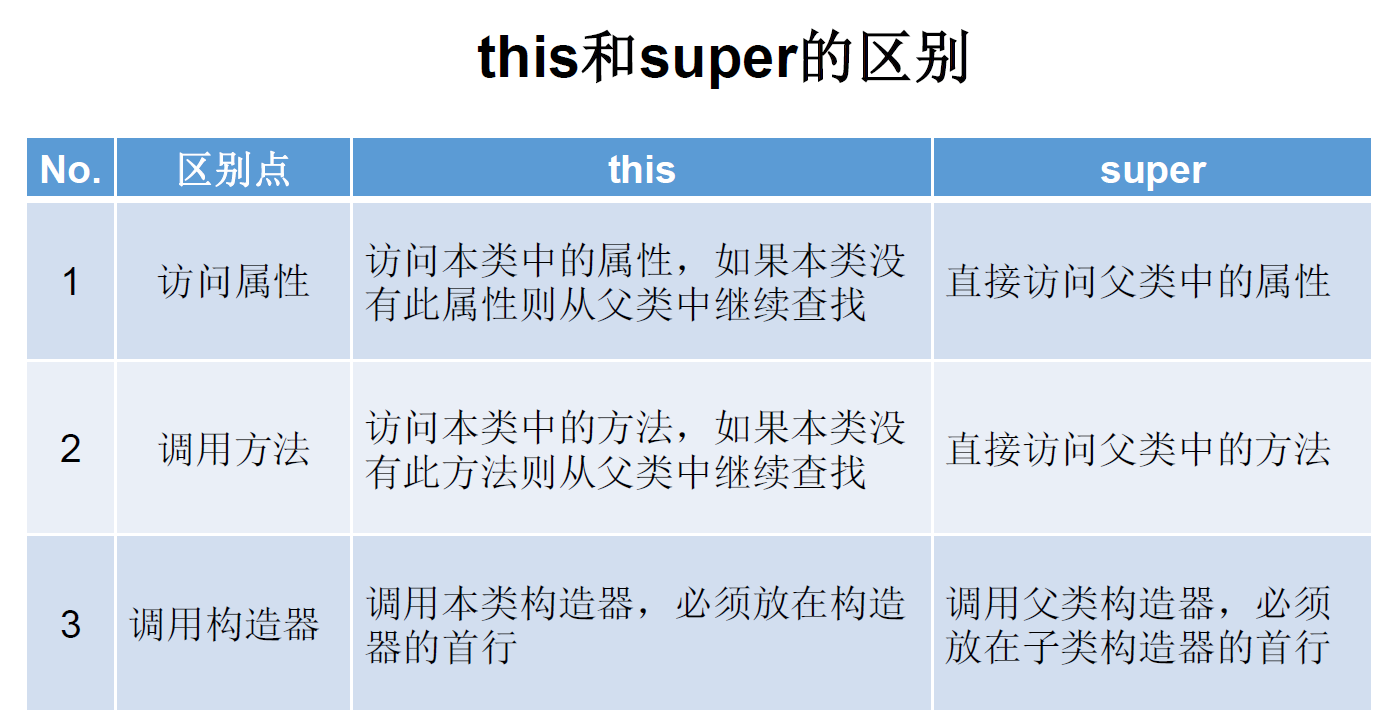 this和super的区别
No. 区别点 this super
1 访问属性 访问本类中的属性，如果本类没有此属性则从父类中继续查找 直接访问父类中的属性
2 调用方法 访问本类中的方法，如果本类没有此方法则从父类中继续查找 直接访问父类中的方法
3 调用构造器 调用本类构造器，必须放在构造器的首行 调用父类构造器，必须放在子类构造器的首行